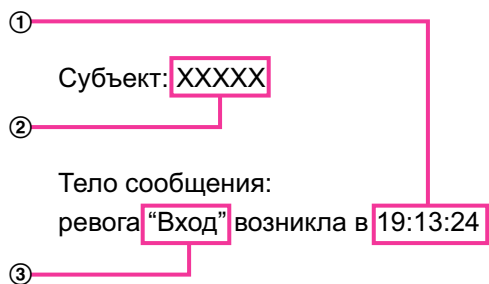 ①
Субъект: XXXXX
②
Тело сообщения:
ревога “Вход” возникла в 19:13:24
③